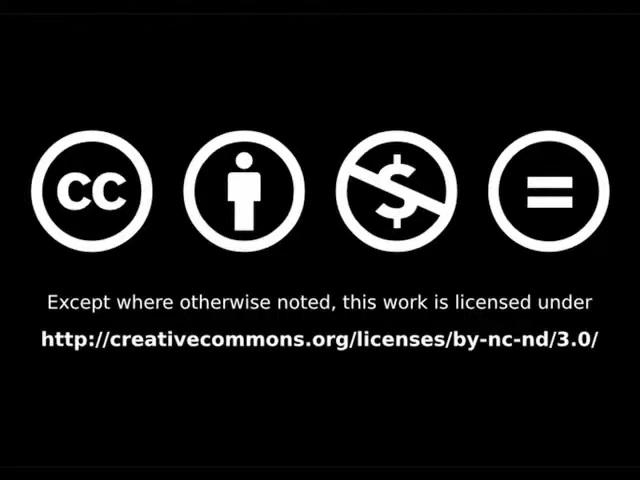 cc
$
=
Except where otherwise noted, this work is licensed under
http://creativecommons.org/licenses/by-nc-nd/3.0/